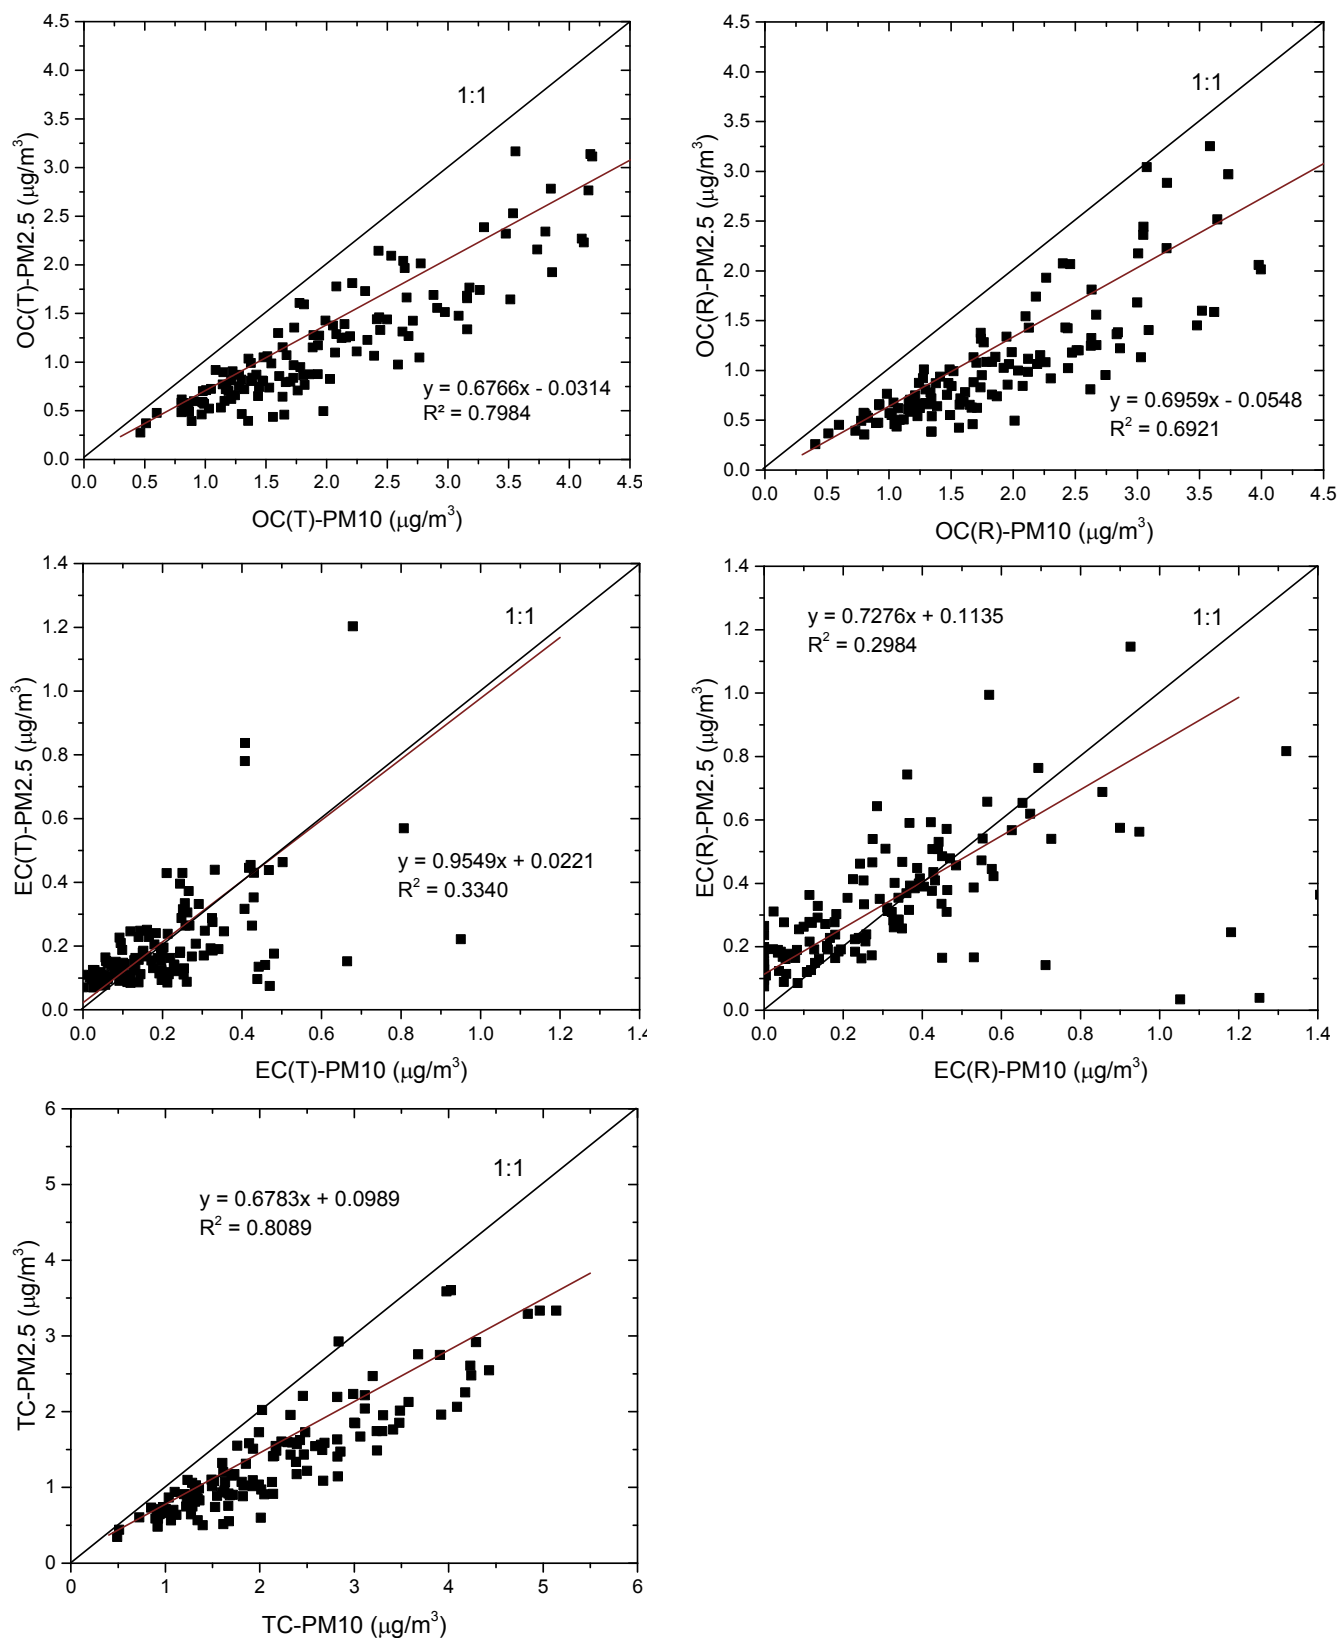 4.5
4.0
3.5
3.0
2.5
2.0
1.5
1.0
0.5
0.0
OC(T)-PM2.5 (μg/m³)
1:1
y = 0.6766x - 0.0314
R² = 0.7984
0.0 0.5 1.0 1.5 2.0 2.5 3.0 3.5 4.0 4.5
OC(T)-PM10 (μg/m³)
4.5
4.0
3.5
3.0
2.5
2.0
1.5
1.0
0.5
0.0
OC(R)-PM2.5 (μg/m³)
1:1
y = 0.6959x - 0.0548
R² = 0.6921
0.0 0.5 1.0 1.5 2.0 2.5 3.0 3.5 4.0 4.5
OC(R)-PM10 (μg/m³)
1.4
1.2
1.0
0.8
0.6
0.4
0.2
0.0
EC(T)-PM2.5 (μg/m³)
1:1
y = 0.9549x + 0.0221
R² = 0.3340
0.0 0.2 0.4 0.6 0.8 1.0 1.2 1.4
EC(T)-PM10 (μg/m³)
1.4
1.2
1.0
0.8
0.6
0.4
0.2
0.0
EC(R)-PM2.5 (μg/m³)
y = 0.7276x + 0.1135
R² = 0.2984
1:1
0.0 0.2 0.4 0.6 0.8 1.0 1.2 1.4
EC(R)-PM10 (μg/m³)
6
5
4
3
2
1
0
TC-PM2.5 (μg/m³)
1:1
y = 0.6783x + 0.0989
R² = 0.8089
0 1 2 3 4 5 6
TC-PM10 (μg/m³)